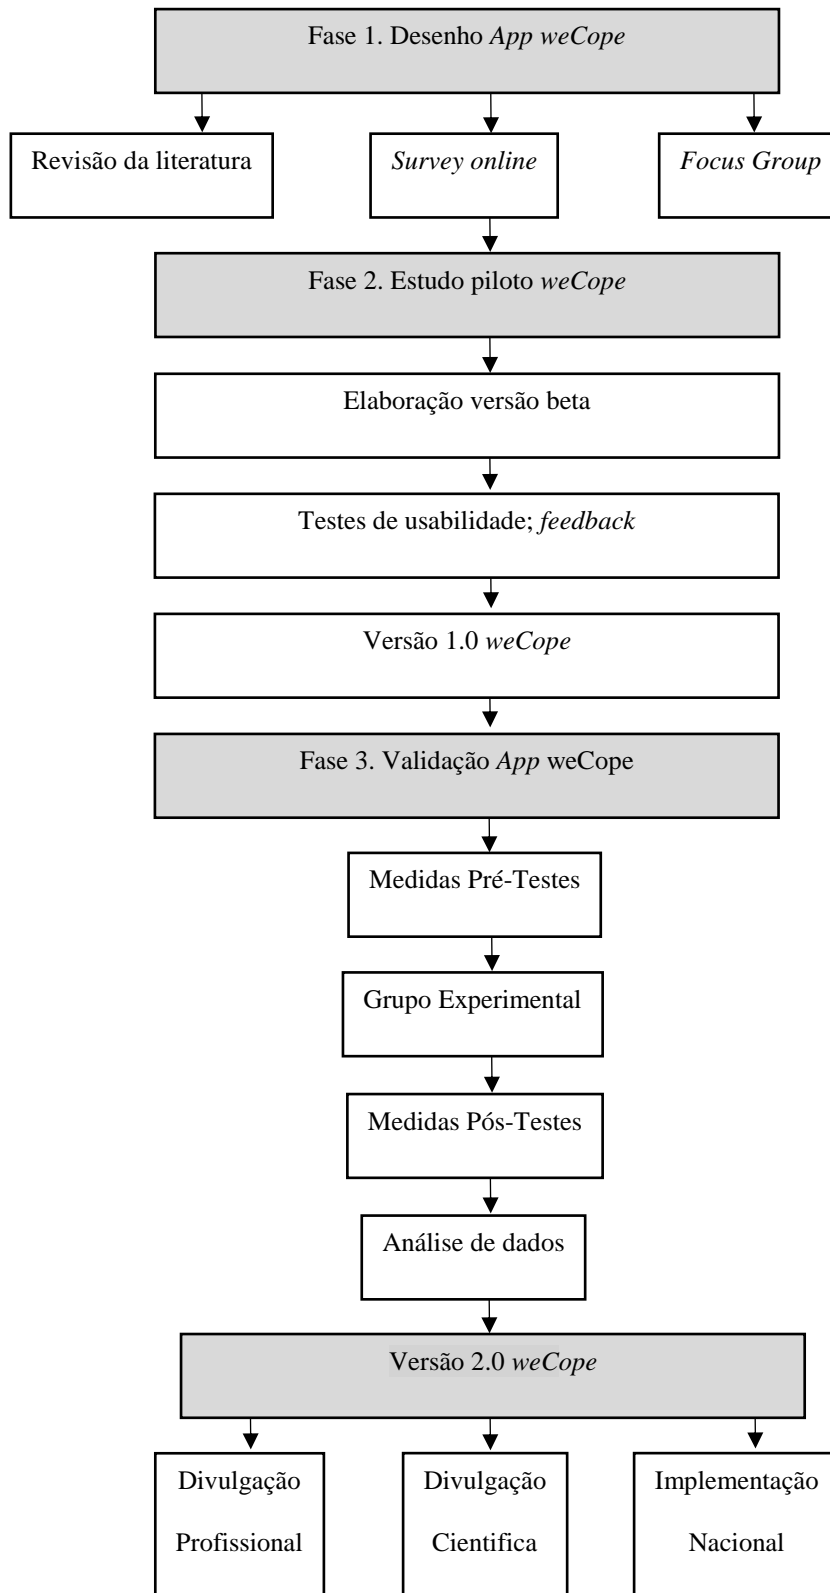 Fase 1. Desenho App weCope
Revisão da literatura
Survey online
Focus Group
Fase 2. Estudo piloto weCope
Elaboração versão beta
Testes de usabilidade; feedback
Versão 1.0 weCope
Fase 3. Validação App weCope
Medidas Pré-Testes
Grupo Experimental
Medidas Pós-Testes
Análise de dados
Versão 2.0 weCope
Divulgação
Profissional
Divulgação
Cientifica
Implementação
Nacional